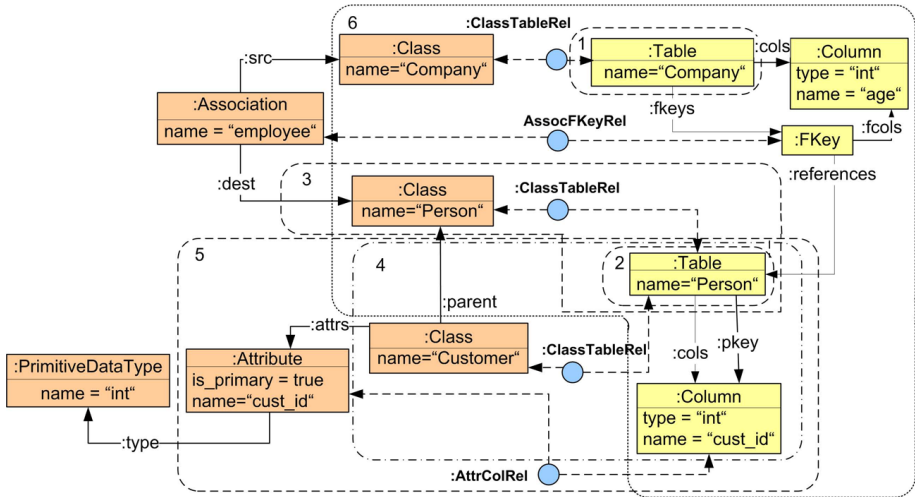 6
:ClassTableRel
1
:Class
name=“Company“
:Table
name=“Company“
:cols
:Column
type = “int“
name = “age“
:src
:Association
name = “employee“
AssocFKeyRel
:fkeys
:FKey
:fcols
:references
:dest
3
:Class
name=“Person“
:ClassTableRel
5
4
2
:Table
name=“Person“
:parent
:attrs
:Class
name=“Customer“
:ClassTableRel
:cols
:pkey
:PrimitiveDataType
name = “int“
:Attribute
is_primary = true
name=“cust_id“
:Column
type = “int“
name = “cust_id“
:type
:AttrColRel